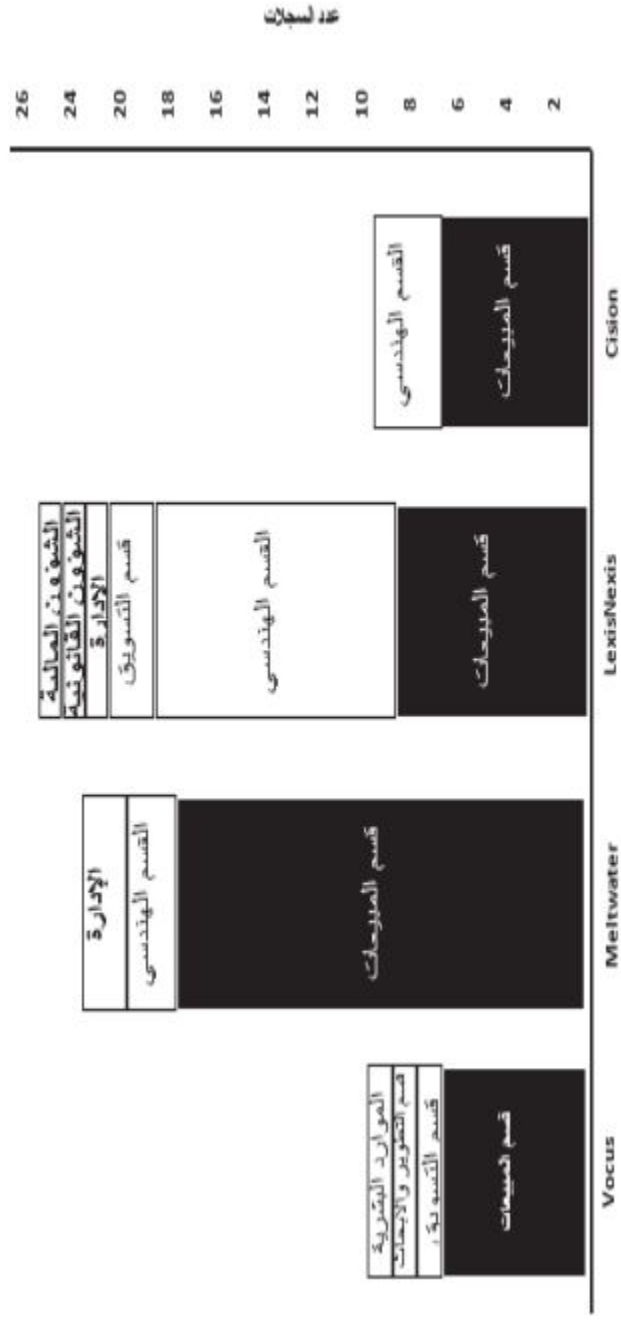 عدد السجلات
26
24
20
18
16
14
12
10
8
6
4
2
القسم الهندسي
قسم المبيعات
Cision
الشؤون المالية
الشؤون القانونية
الإدارة
قسم التسويق
القسم الهندسي
قسم المبيعات
LexisNexis
الإدارة
القسم الهندسي
قسم المبيعات
Meltwater
الموارد البشرية
قسم التطوير والأبحاث
قسم التسويق
قسم المبيعات
Vocus